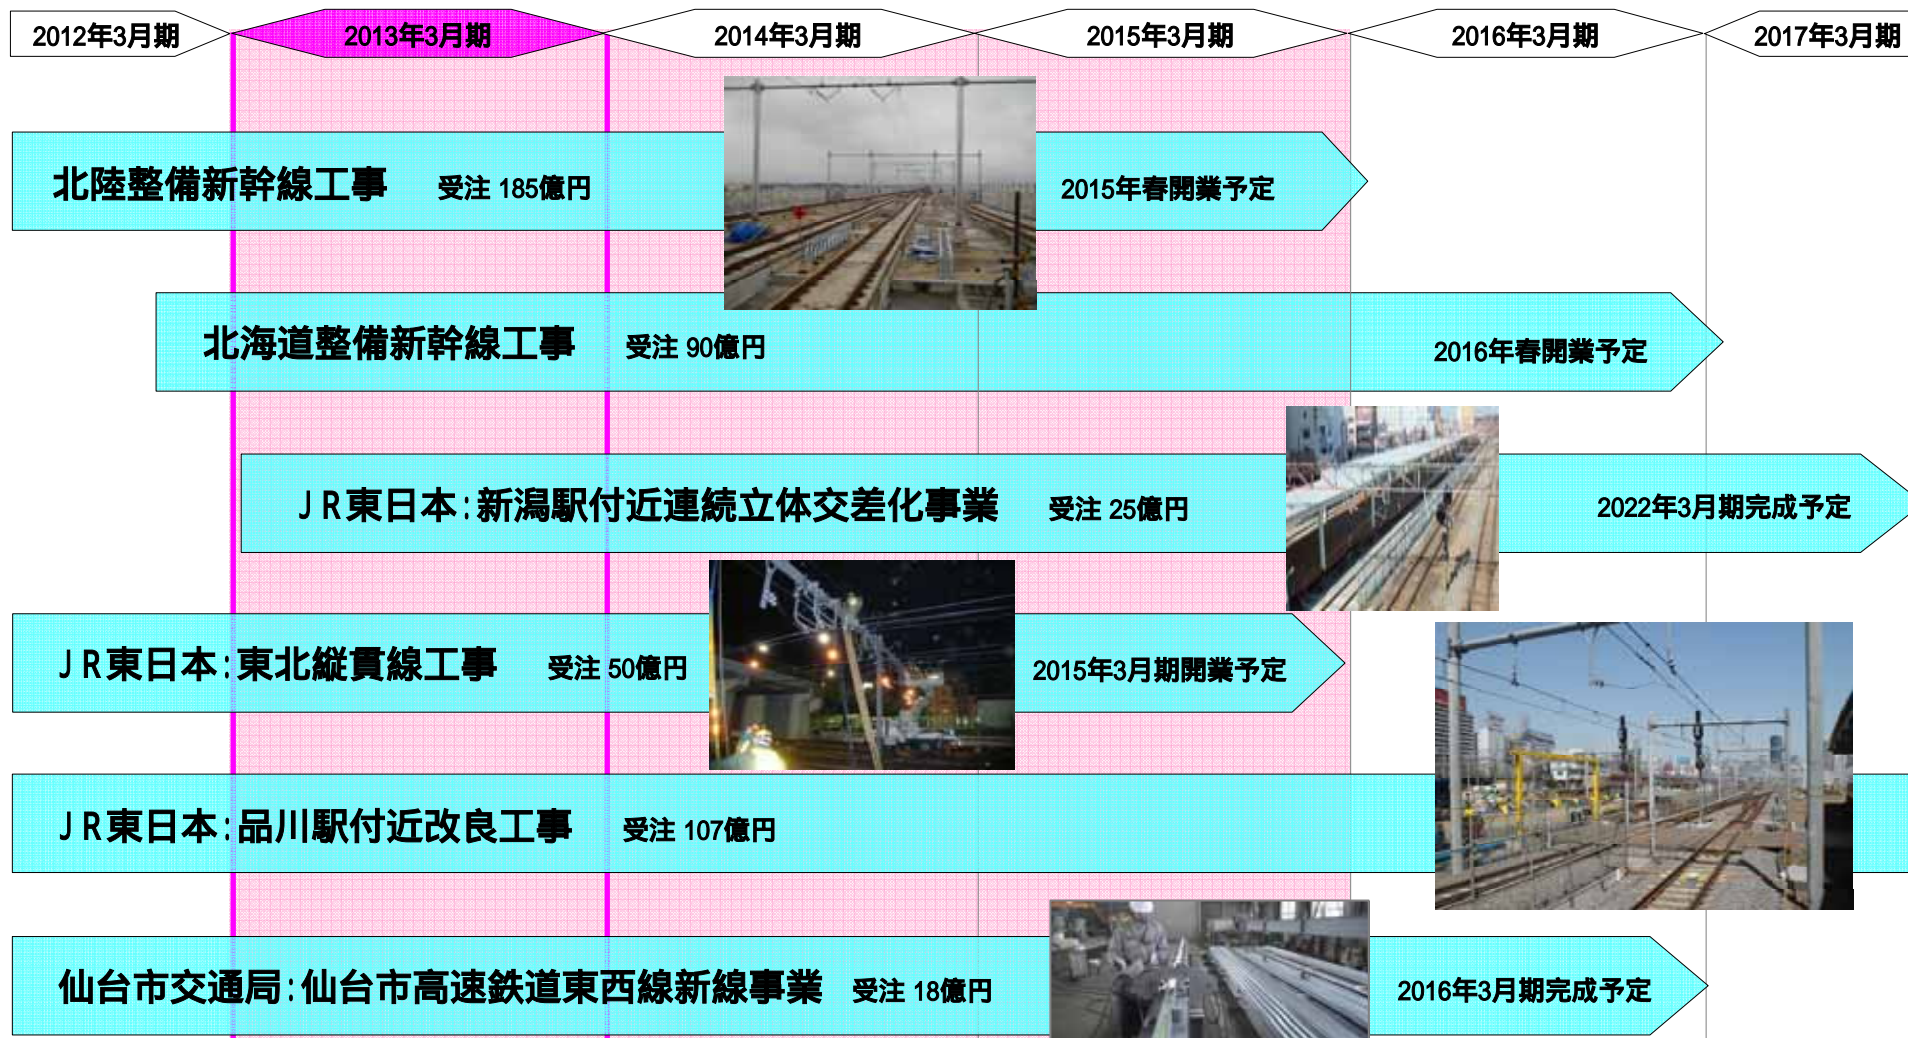 2012年3月期
2013年3月期
2014年3月期
2015年3月期
2016年3月期
2017年3月期
北陸整備新幹線工事 受注 185億円 2015年春開業予定
北海道整備新幹線工事 受注 90億円 2016年春開業予定
JR東日本:新潟駅付近連続立体交差化事業 受注 25億円 2022年3月期完成予定
JR東日本:東北縦貫線工事 受注 50億円 2015年3月期開業予定
JR東日本:品川駅付近改良工事 受注 107億円
仙台市交通局:仙台市高速鉄道東西線新線事業 受注 18億円 2016年3月期完成予定